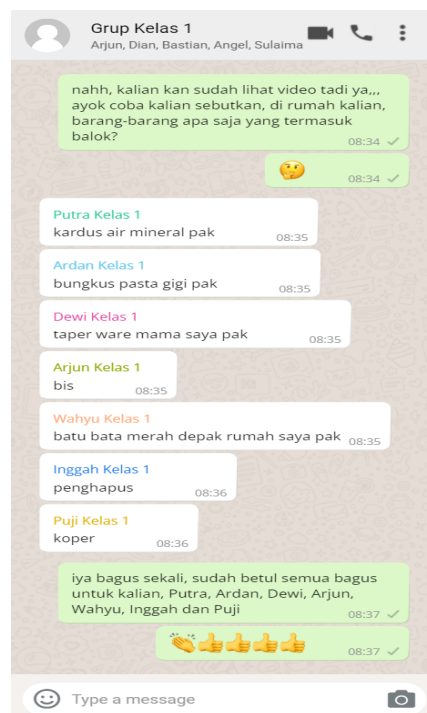 Grup Kelas 1
Arjun, Dian, Bastian, Angel, Sulaima
nahh, kalian kan sudah lihat video tadi ya,,,
ayok coba kalian sebutkan, di rumah kalian,
barang-barang apa saja yang termasuk
balok?
08:34
08:34
Putra Kelas 1
kardus air mineral pak
08:35
Ardan Kelas 1
bungkus pasta gigi pak
08:35
Dewi Kelas 1
taper ware mama saya pak
08:35
Arjun Kelas 1
bis
08:35
Wahyu Kelas 1
batu bata merah depak rumah saya pak
08:35
Inggah Kelas 1
penghapus
08:36
Puji Kelas 1
koper
08:36
iya bagus sekali, sudah betul semua bagus
untuk kalian, Putra, Ardan, Dewi, Arjun,
Wahyu, Inggah dan Puji
08:37
08:37
Type a message